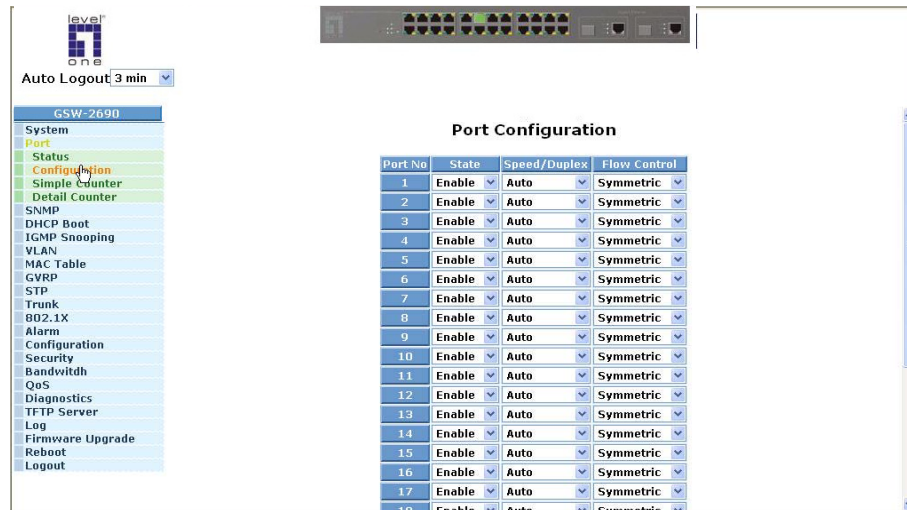 level
one
Auto Logout 3 min
GSW-2690
System
Port
Status
Configuration
Simple Counter
Detail Counter
SNMP
DHCP Boot
IGMP Snooping
VLAN
MAC Table
GVRP
STP
Trunk
802.1X
Alarm
Configuration
Security
Bandwitdh
QoS
Diagnostics
TFTP Server
Log
Firmware Upgrade
Reboot
Logout
Port Configuration
Port No State Speed/Duplex Flow Control
1 Enable Auto Symmetric
2 Enable Auto Symmetric
3 Enable Auto Symmetric
4 Enable Auto Symmetric
5 Enable Auto Symmetric
6 Enable Auto Symmetric
7 Enable Auto Symmetric
8 Enable Auto Symmetric
9 Enable Auto Symmetric
10 Enable Auto Symmetric
11 Enable Auto Symmetric
12 Enable Auto Symmetric
13 Enable Auto Symmetric
14 Enable Auto Symmetric
15 Enable Auto Symmetric
16 Enable Auto Symmetric
17 Enable Auto Symmetric
18 Enable Auto Symmetric